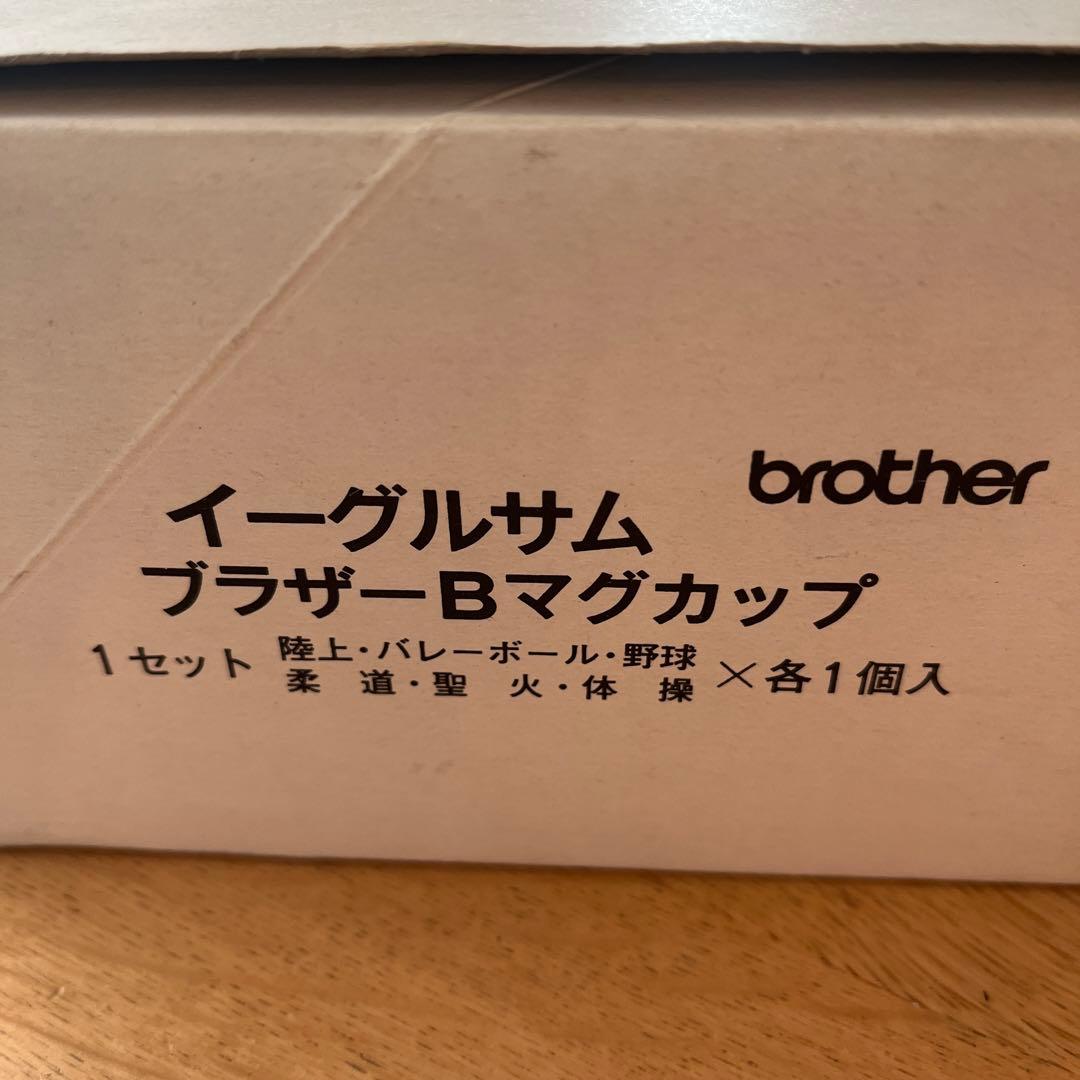 brother
イーグルサム
ブラザーBマグカップ
1セット 陸上・バレーボール・野球 ×各1個入
柔道・聖火・体操